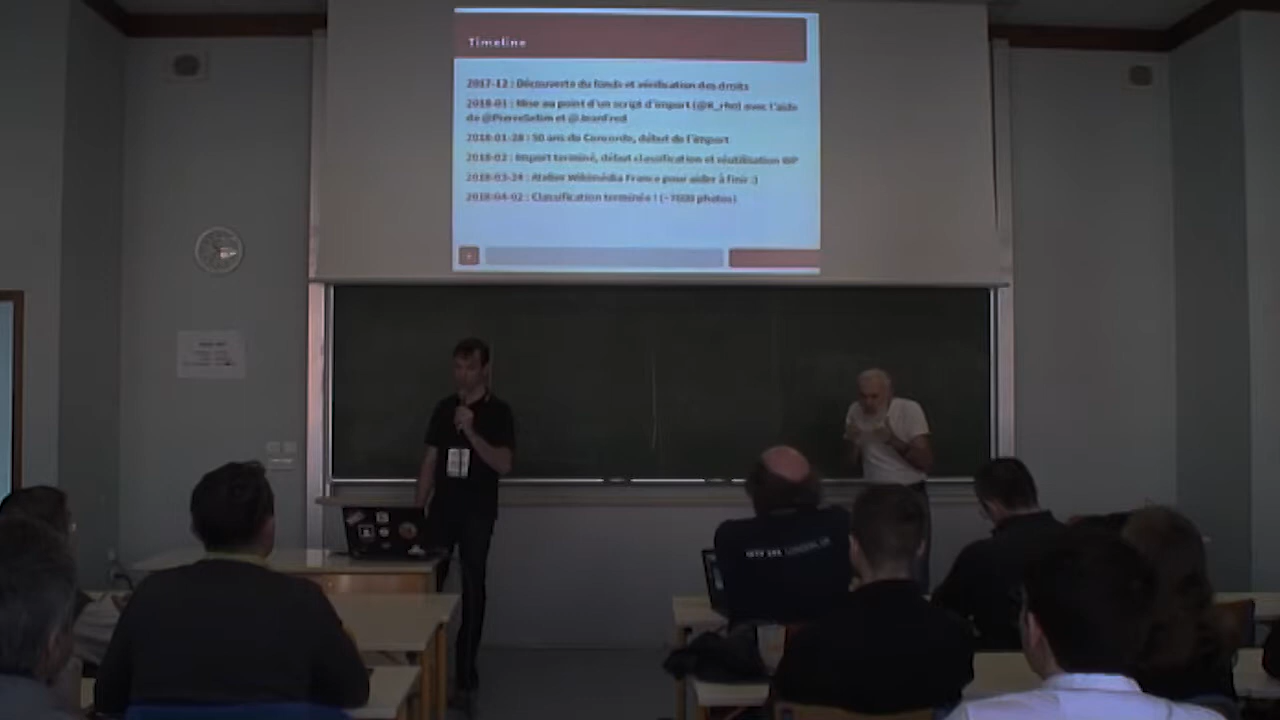 Timeline
2017-12 : Découverte du fonds et vérification des droits
2018-01 : Mise au point d'un script d'import (@R_rho) avec l'aide
de @PierreSelim et @JeanFred
2018-01-28 : 50 ans du Concorde, début de l'import
2018-02 : Import terminé, début classification et réutilisation WP
2018-03-24 : Atelier Wikimédia France pour aider à finir :)
2018-04-02 : Classification terminée ! photos)